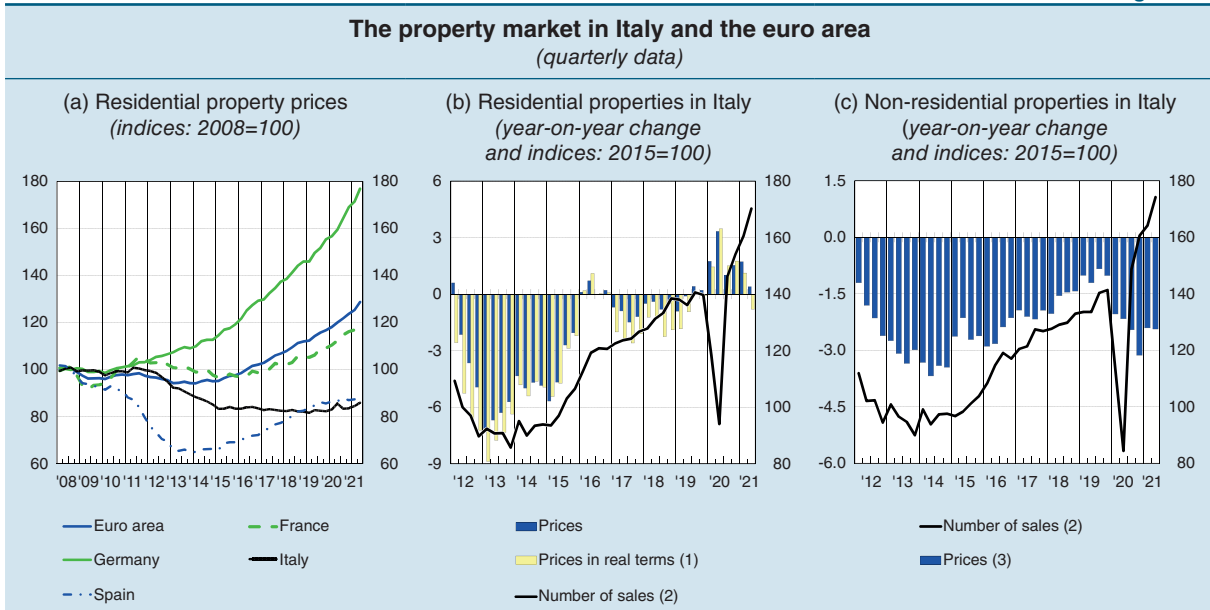 The property market in Italy and the euro area
(quarterly data)
(a) Residential property prices
(indices: 2008=100)
180
160
140
120
100
80
60
180
160
140
120
100
80
60
'08 '09 '10 '11 '12 '13 '14 '15 '16 '17 '18 '19 '20 '21
Euro area
France
Germany
Italy
Spain
(b) Residential properties in Italy
(year-on-year change
and indices: 2015=100)
6
3
0
-3
-6
-9
180
160
140
120
100
80
'12 '13 '14 '15 '16 '17 '18 '19 '20 '21
Prices
Prices in real terms (1)
Number of sales (2)
(c) Non-residential properties in Italy
(year-on-year change
and indices: 2015=100)
1.5
0.0
-1.5
-3.0
-4.5
-6.0
180
160
140
120
100
80
'12 '13 '14 '15 '16 '17 '18 '19 '20 '21
Number of sales (2)
Prices (3)